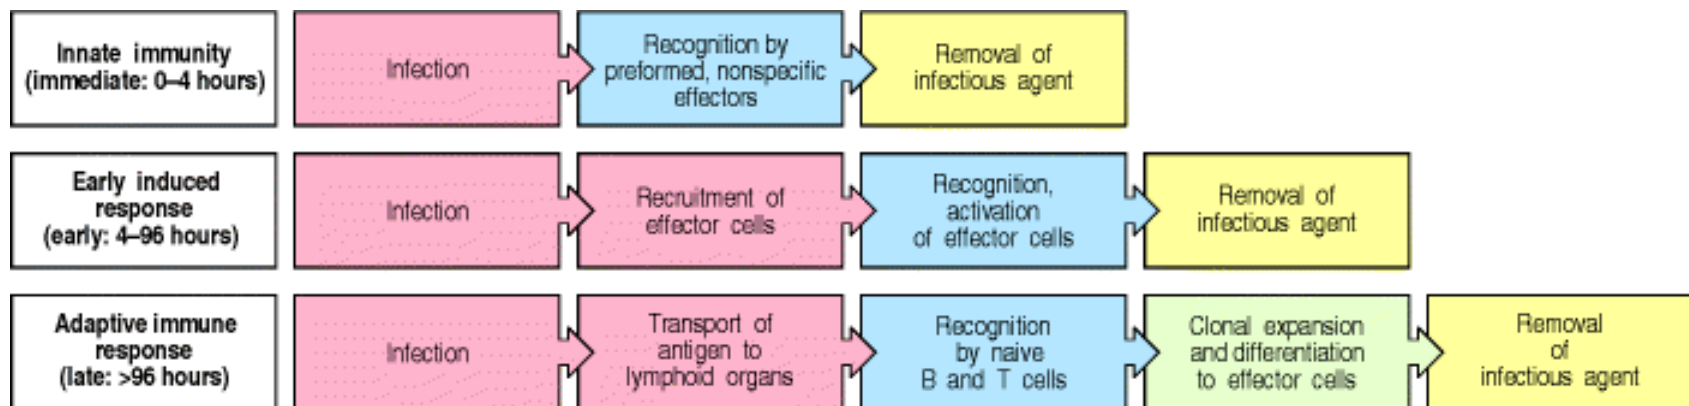 Innate immunity
(immediate: 0–4 hours)
Infection
Recognition by
preformed, nonspecific
effectors
Removal of
infectious agent
Early induced
response
(early: 4–96 hours)
Infection
Recruitment of
effector cells
Recognition,
activation
of effector cells
Removal of
infectious agent
Adaptive immune
response
(late: >96 hours)
Infection
Transport of
antigen to
lymphoid organs
Recognition
by naive
B and T cells
Clonal expansion
and differentiation
to effector cells
Removal
of
infectious agent